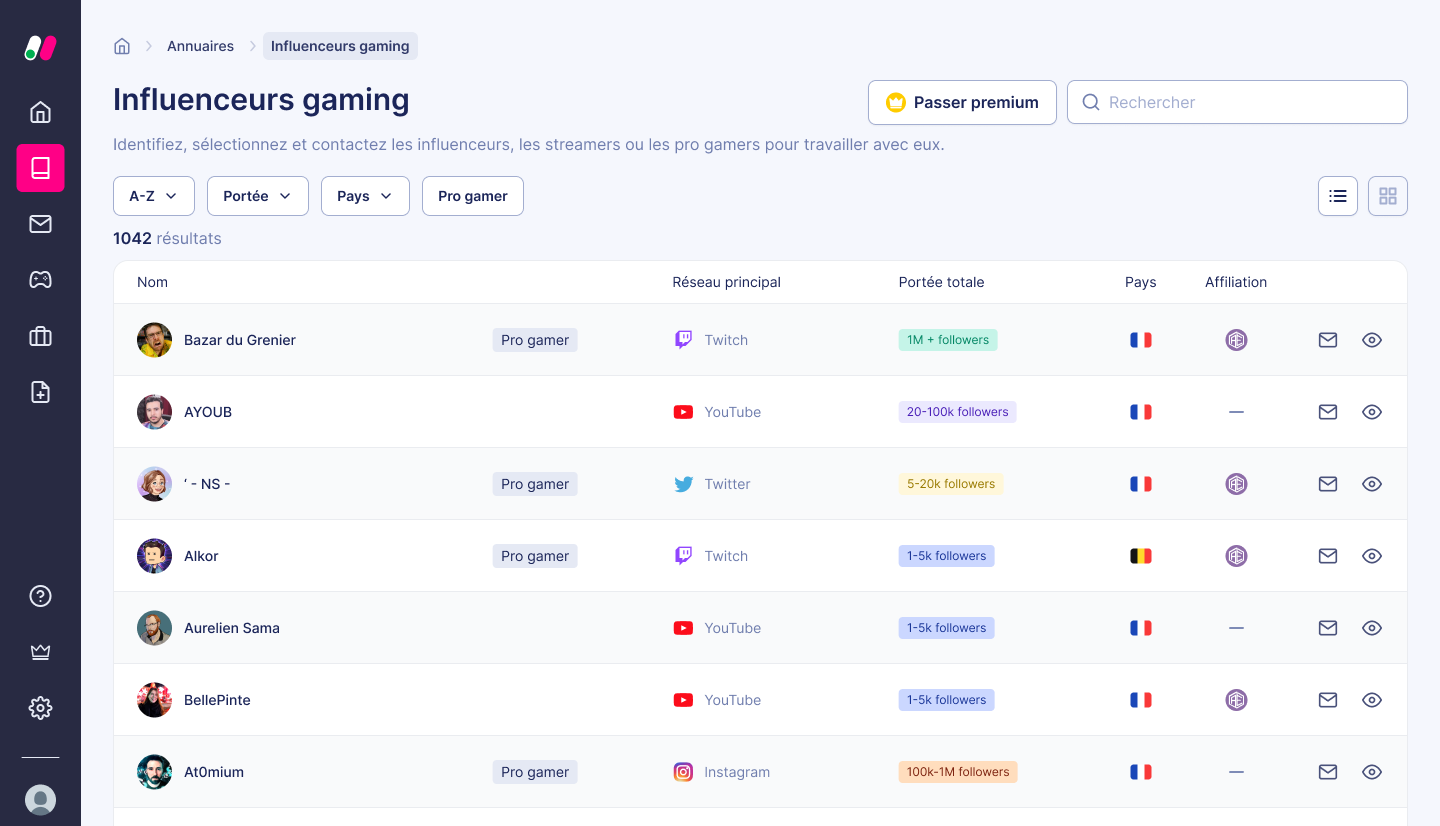 Annuaires
Influenceurs gaming
Influenceurs gaming
Passer premium
Rechercher
Identifiez, sélectionnez et contactez les influenceurs, les streamers ou les pro gamers pour travailler avec eux.
A-Z
Portée
Pays
Pro gamer
1042 résultats
Nom Réseau principal Portée totale Pays Affiliation
Bazar du Grenier Pro gamer Twitch 1M + followers
AYOUB YouTube 20-100k followers —
‘ - NS - Pro gamer Twitter 5-20k followers
Alkor Pro gamer Twitch 1-5k followers
Aurelien Sama YouTube 1-5k followers —
BellePinte YouTube 1-5k followers
At0mium Pro gamer Instagram 100k-1M followers —